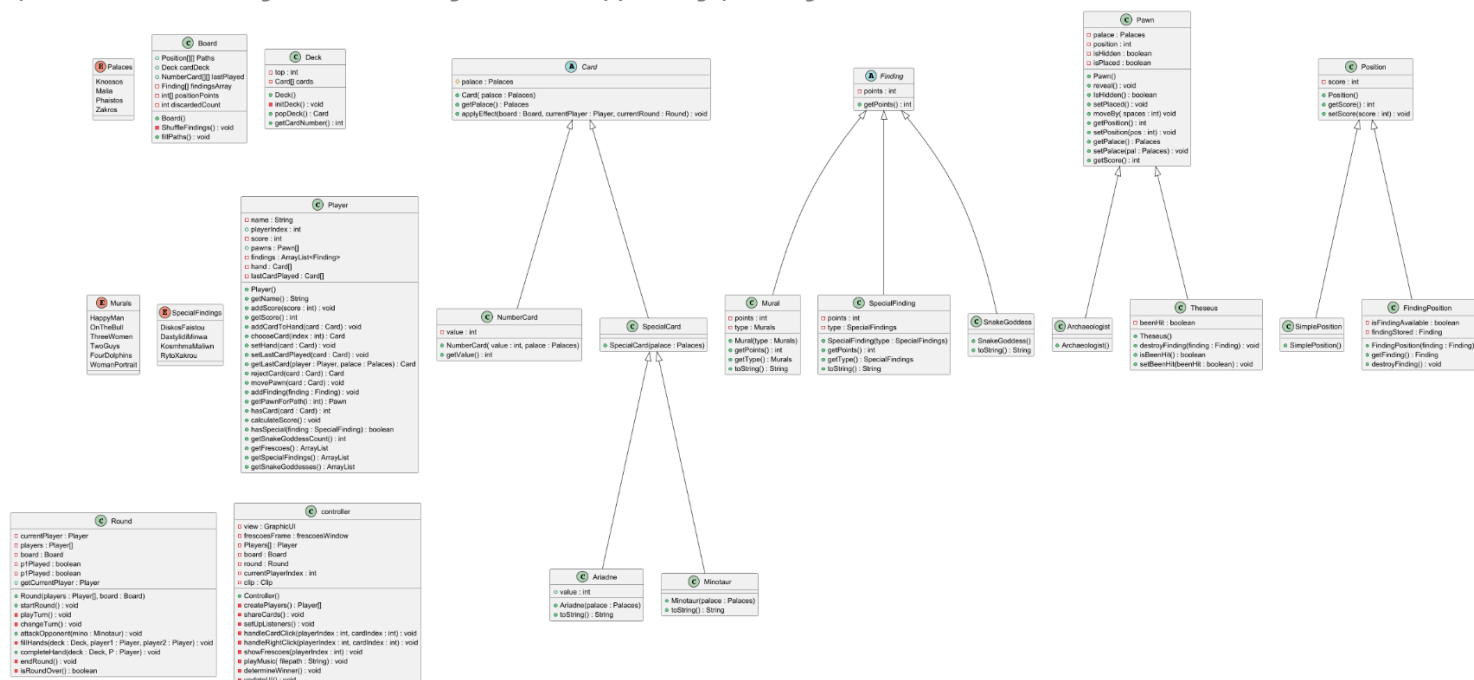 Palaces
Knossos
Malia
Phaistos
Zakros
Board
Position[][] Paths
Deck cardDeck
NumberCard[][] lastPlayed
Finding[] findingsArray
int[] positionPoints
int discardedCount
Board()
ShuffleFindings() : void
fillPaths() : void
Deck
top : int
Card[] cards
Deck()
initDeck() : void
popDeck() : Card
getCardNumber() : int
Card
palace : Palaces
Card( palace : Palaces)
getPalace() : Palaces
applyEffect(board : Board, currentPlayer : Player, currentRound : Round) : void
Finding
points : int
getPoints() : int
Pawn
palace : Palaces
position : int
isHidden : boolean
isPlaced : boolean
Pawn()
reveal() : void
IsHidden() : boolean
setPlaced() : void
moveBy( spaces : int) void
getPosition() : int
setPosition(pos : int) : void
getPalace() : Palaces
setPalace(pal : Palaces) : void
getScore() : int
Position
score : int
Position()
getScore() : int
setScore(score : int) : void
Player
name : String
playerIndex : int
score : int
pawns : Pawn[]
findings : ArrayList<Finding>
hand : Card[]
lastCardPlayed : Card[]
Player()
getName() : String
addScore(score : int) : void
getScore() : int
addCardToHand(card : Card) : void
chooseCard(index : int) : Card
setHand(card : Card) : void
setLastCardPlayed(card : Card) : void
getLastCard(player : Player, palace : Palaces) : Card
rejectCard(card : Card) : Card
movePawn(card : Card) : void
addFinding(finding : Finding) : void
getPawnForPath( : int) : Pawn
hasCard(card : Card) : int
calculateScore() : void
hasSpecial(finding : SpecialFinding) : boolean
getSnakeGoddessCount() : int
getFrescoes() : ArrayList
getSpecialFindings() : ArrayList
getSnakeGoddesses() : ArrayList
Murals
HappyMan
OnTheBull
ThreeWomen
TwoGuys
FourDolphins
WomanPortrait
SpecialFindings
DiskosFaistou
DastylidiMinwa
KosmhmaMaliwn
RytoXakrou
NumberCard
value : int
NumberCard( value : int, palace : Palaces)
getValue() : int
SpecialCard
SpecialCard(palace : Palaces)
Mural
points : int
type : Murals
Mural(type : Murals)
getPoints() : int
getType() : Murals
toString() : String
SpecialFinding
points : int
type : SpecialFindings
SpecialFinding(type : SpecialFindings)
getPoints() : int
getType() : SpecialFindings
toString() : String
SnakeGoddess
SnakeGoddess()
toString() : String
Archaeologist
Archaeologist()
Theseus
beenHit : boolean
Theseus()
destroyFinding(finding : Finding) : void
isBeenHit() : boolean
setBeenHit(beenHit : boolean) : void
SimplePosition
SimplePosition()
FindingPosition
isFindingAvailable : boolean
findingStored : Finding
FindingPosition(finding : Finding)
getFinding() : Finding
destroyFinding() : void
Round
currentPlayer : Player
players : Player[]
board : Board
p1Played : boolean
p1Played : boolean
getCurrentPlayer : Player
Round(players : Player[], board : Board)
startRound() : void
playTurn() : void
changeTurn() : void
attackOpponent(mino : Minotaur) : void
fillHands(deck : Deck, player1 : Player, player2 : Player) : void
completeHand(deck : Deck, P : Player) : void
endRound() : void
isRoundOver() : boolean
controller
view : GraphicUI
frescoesFrame : frescoesWindow
Players[] : Player
board : Board
round : Round
currentPlayerIndex : int
clip : Clip
Controller()
createPlayers() : Player[]
shareCards() : void
setUpListeners() : void
handleCardClick(playerIndex : int, cardIndex : int) : void
handleRightClick(playerIndex : int, cardIndex : int) : void
showFrescoes(playerIndex : int) : void
playMusic( filepath : String) : void
determineWinner() : void
updateUI() : void
Ariadne
value : int
Ariadne(palace : Palaces)
toString() : String
Minotaur
Minotaur(palace : Palaces)
toString() : String